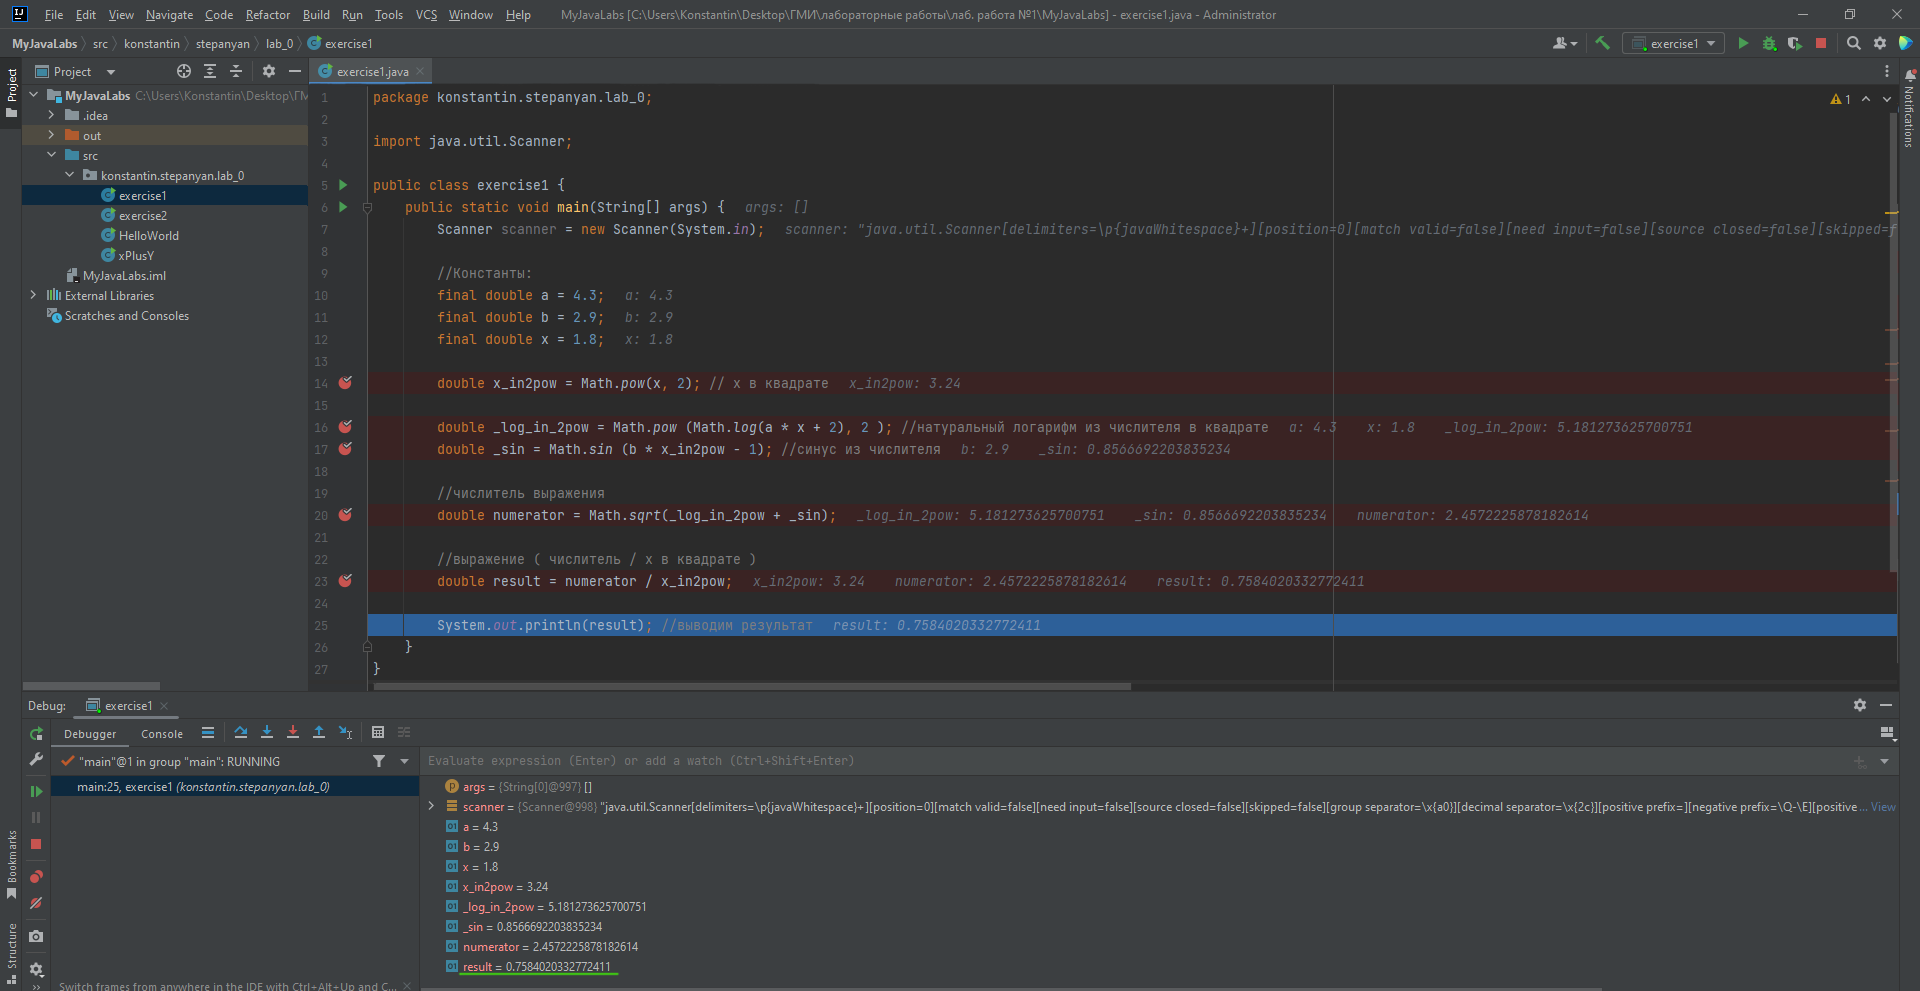 File Edit View Navigate Code Refactor Build Run Tools VCS Window Help MyJavaLabs [C:\Users\Konstantin\Desktop\ГМИ\лабораторные работы\лаб. работа №1\MyJavaLabs] - exercise1.java - Administrator
MyJavaLabs src konstantin stepanyan lab_0 exercise1
exercise1
Project
Project
exercise1.java
Notifications
MyJavaLabs C:\Users\Konstantin\Desktop\ГМ
.idea
out
src
konstantin.stepanyan.lab_0
exercise1
exercise2
HelloWorld
xPlusY
MyJavaLabs.iml
External Libraries
Scratches and Consoles
1
1 package konstantin.stepanyan.lab_0;
2
3 import java.util.Scanner;
4
5 public class exercise1 {
6 public static void main(String[] args) { args: []
7 Scanner scanner = new Scanner(System.in); scanner: "java.util.Scanner[delimiters=\p{javaWhitespace}+][position=0][match valid=false][need input=false][source closed=false][skipped=f
8
9 //Константы:
10 final double a = 4.3; a: 4.3
11 final double b = 2.9; b: 2.9
12 final double x = 1.8; x: 1.8
13
14 double x_in2pow = Math.pow(x, 2); // x в квадрате x_in2pow: 3.24
15
16 double _log_in_2pow = Math.pow (Math.log(a * x + 2), 2 ); //натуральный логарифм из числителя в квадрате a: 4.3 x: 1.8 _log_in_2pow: 5.181273625700751
17 double _sin = Math.sin (b * x_in2pow - 1); //синус из числителя b: 2.9 _sin: 0.8566692203835234
18
19 //числитель выражения
20 double numerator = Math.sqrt(_log_in_2pow + _sin); _log_in_2pow: 5.181273625700751 _sin: 0.8566692203835234 numerator: 2.4572225878182614
21
22 //выражение ( числитель / x в квадрате )
23 double result = numerator / x_in2pow; x_in2pow: 3.24 numerator: 2.4572225878182614 result: 0.7584020332772411
24
25 System.out.println(result); //выводим результат result: 0.7584020332772411
26 }
27 }
Debug: exercise1
Debugger Console
"main"@1 in group "main": RUNNING
main:25, exercise1 (konstantin.stepanyan.lab_0)
Evaluate expression (Enter) or add a watch (Ctrl+Shift+Enter)
args = {String[0]@997} []
scanner = {Scanner@998} "java.util.Scanner[delimiters=\p{javaWhitespace}+][position=0][match valid=false][need input=false][source closed=false][skipped=false][group separator=\x{a0}][decimal separator=\x{2c}][positive prefix=][negative prefix=\Q-\E][positive ... View
a = 4.3
b = 2.9
x = 1.8
x_in2pow = 3.24
_log_in_2pow = 5.181273625700751
_sin = 0.8566692203835234
numerator = 2.4572225878182614
result = 0.7584020332772411
Bookmarks
Structure
Switch frames from anywhere in the IDE with Ctrl+Alt+Up and C...